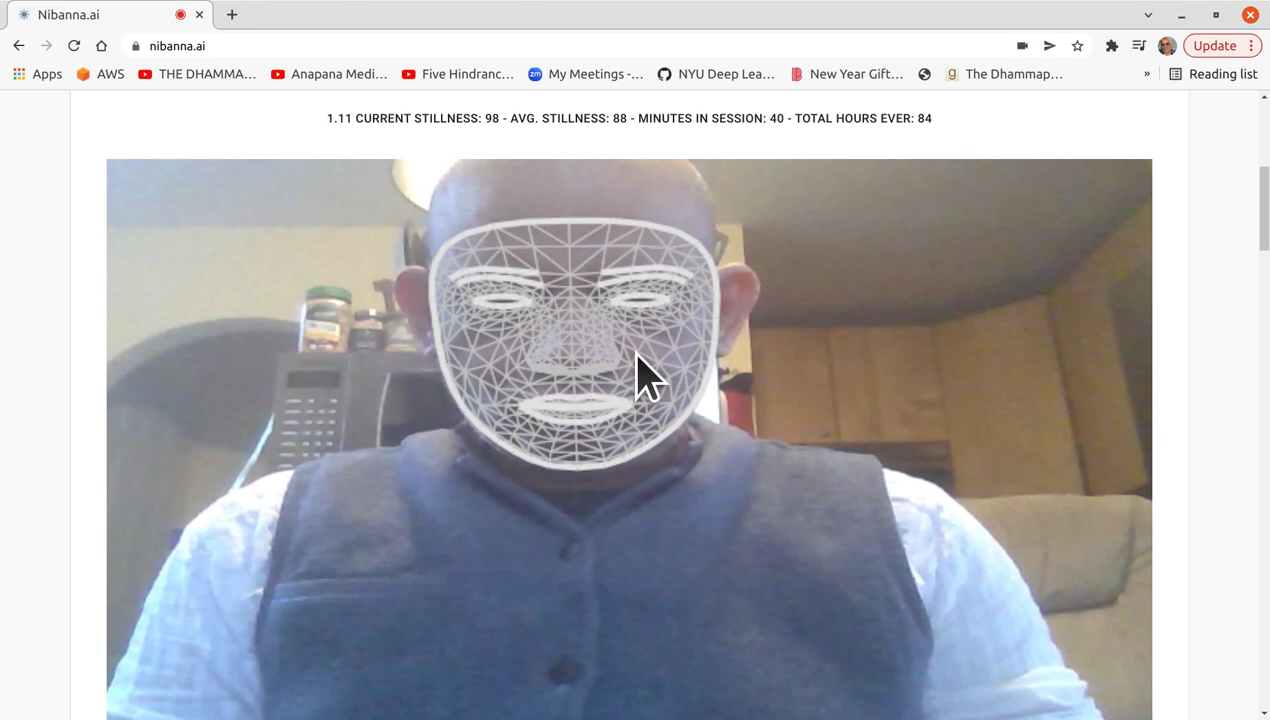 Nibanna.ai
nibanna.ai
Update
Apps AWS THE DHAMMA... Anapana Medi... Five Hindranc... zm My Meetings -... NYU Deep Lea... New Year Gift... The Dhammap... » Reading list
1.11 CURRENT STILLNESS: 98 - AVG. STILLNESS: 88 - MINUTES IN SESSION: 40 - TOTAL HOURS EVER: 84